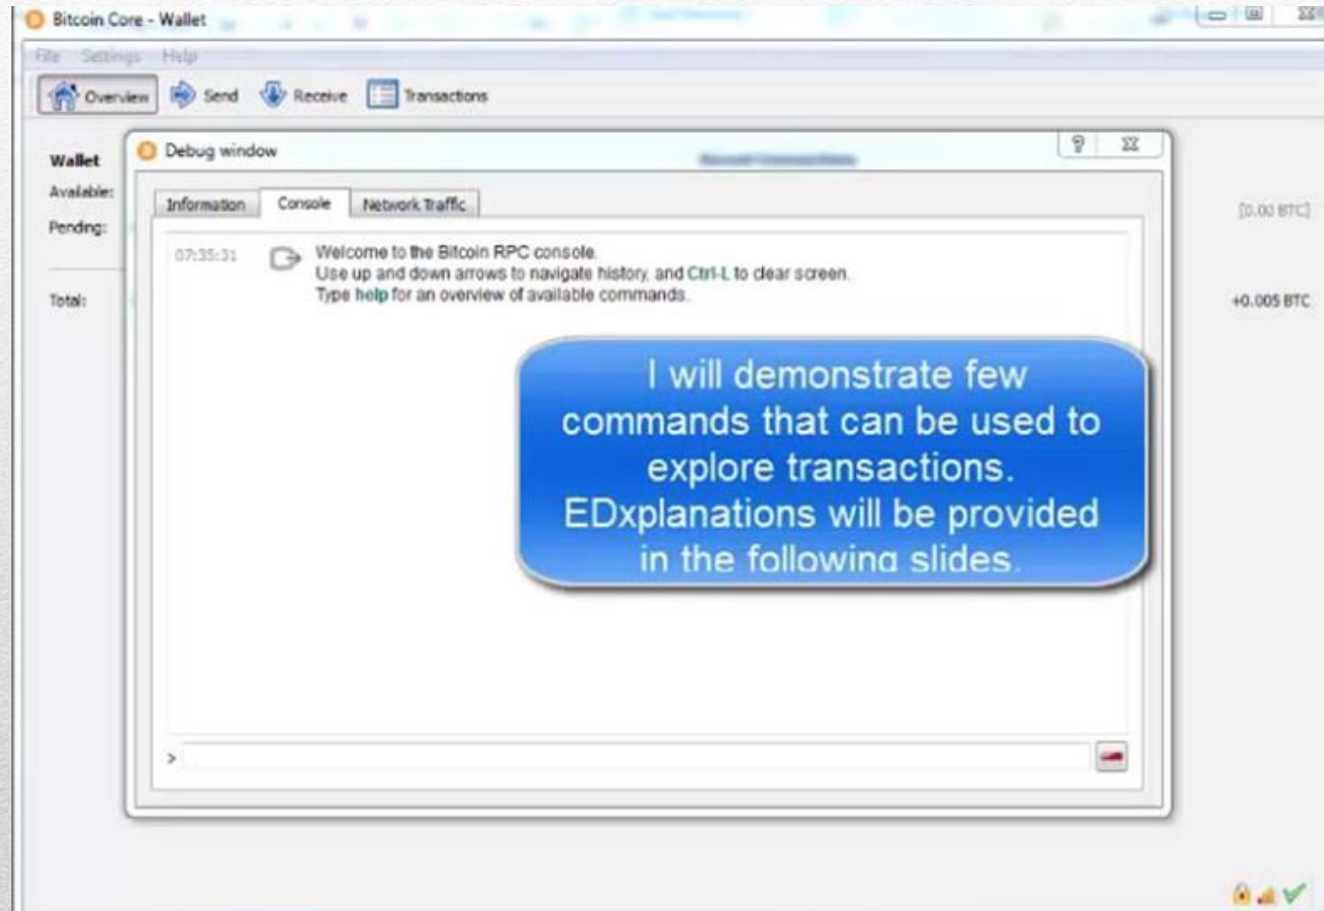 Bitcoin Core - Wallet
File Settings Help
Overview Send Receive Transactions
Wallet
Available:
Pending:
Total:
Debug window
Information Console Network Traffic
[0.00 BTC]
+0.005 BTC
07:35:31 Welcome to the Bitcoin RPC console.
Use up and down arrows to navigate history, and Ctrl-L to clear screen.
Type help for an overview of available commands.
I will demonstrate few
commands that can be used to
explore transactions.
EDxplanations will be provided
in the following slides.
>